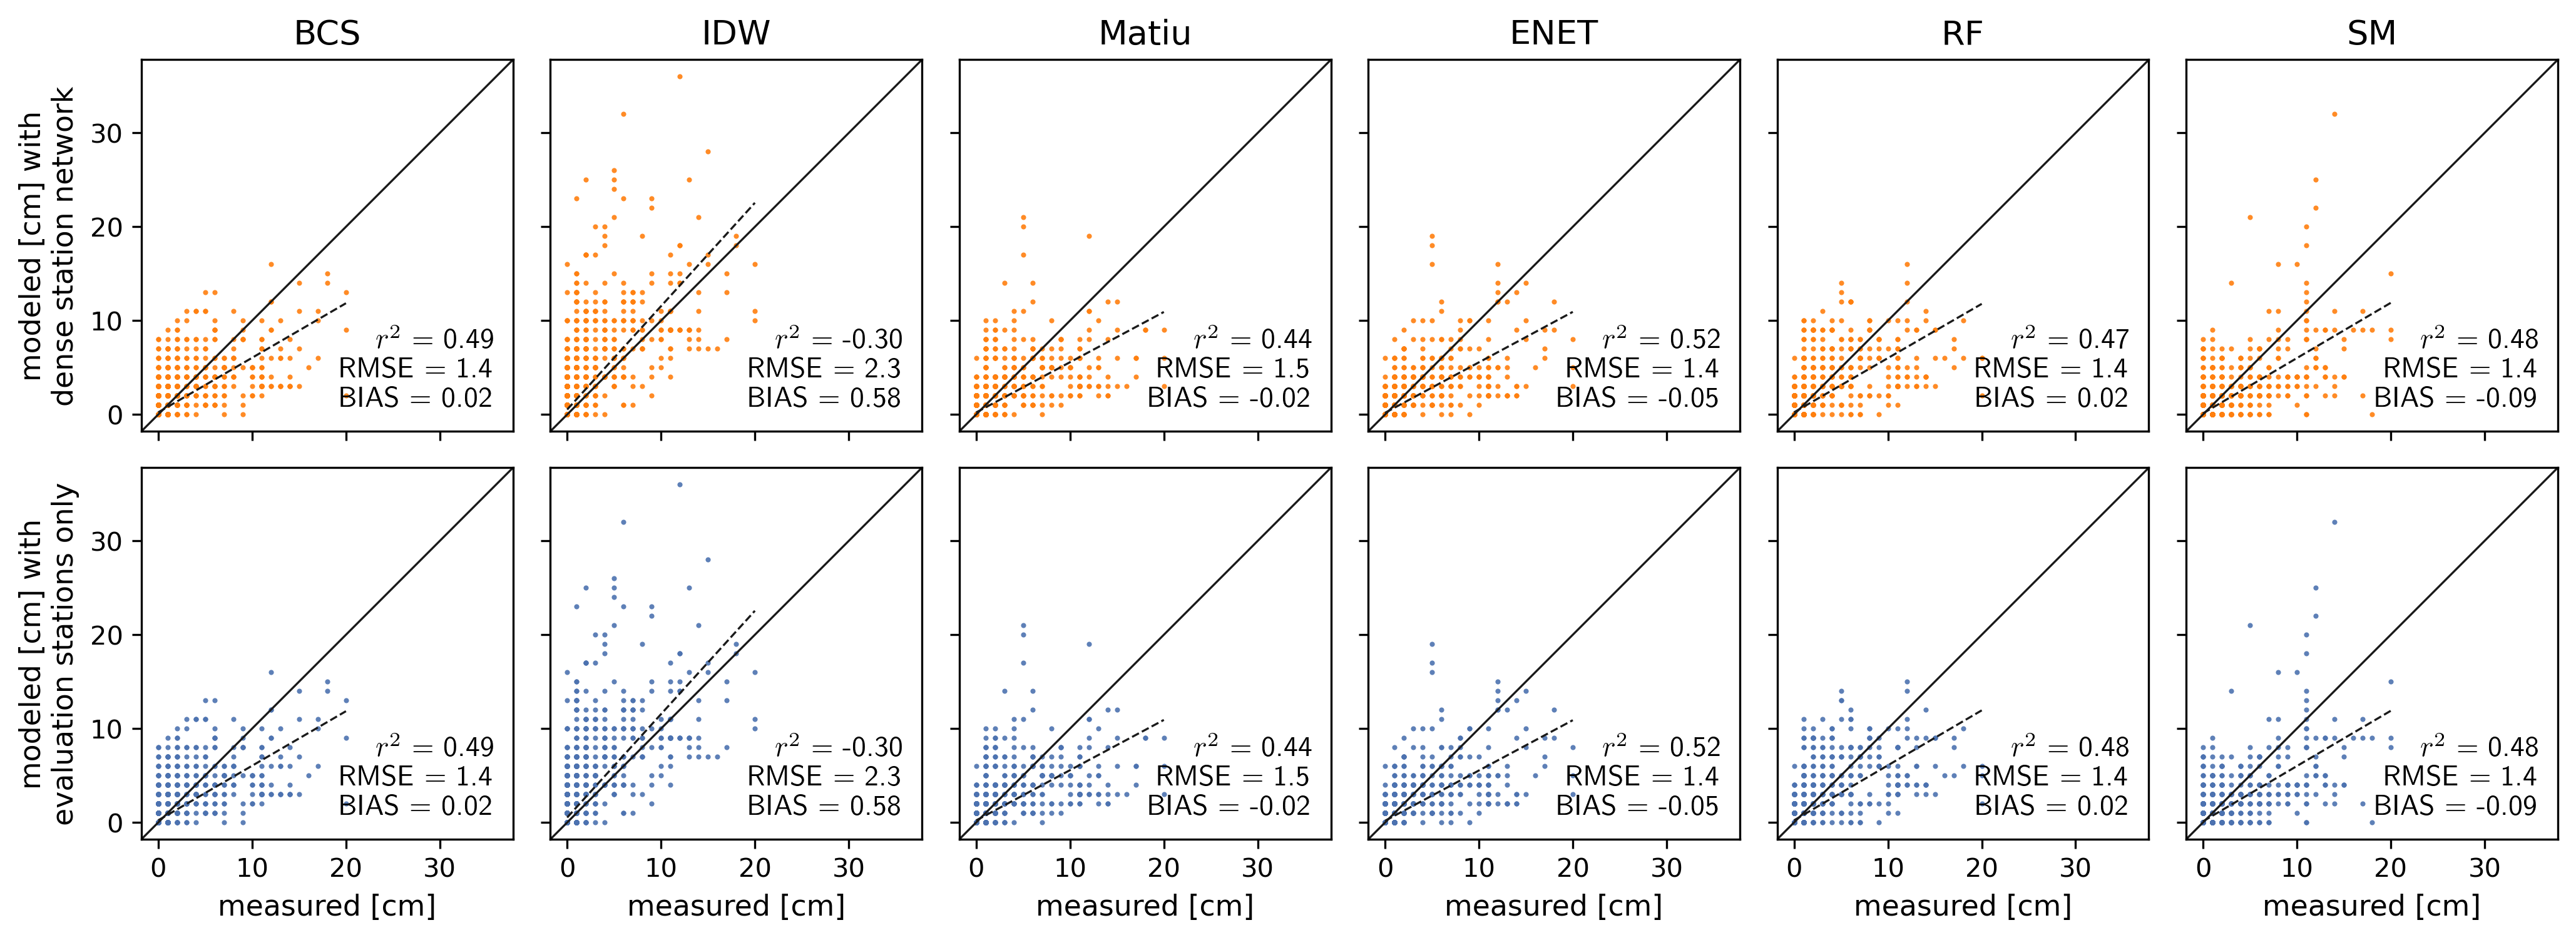 BCS IDW Matiu ENET RF SM
modeled [cm] with
dense station network
30
20
10
0
r² = 0.49
RMSE = 1.4
BIAS = 0.02
r² = -0.30
RMSE = 2.3
BIAS = 0.58
r² = 0.44
RMSE = 1.5
BIAS = -0.02
r² = 0.52
RMSE = 1.4
BIAS = -0.05
r² = 0.47
RMSE = 1.4
BIAS = 0.02
r² = 0.48
RMSE = 1.4
BIAS = -0.09
modeled [cm] with
evaluation stations only
30
20
10
0
r² = 0.49
RMSE = 1.4
BIAS = 0.02
r² = -0.30
RMSE = 2.3
BIAS = 0.58
r² = 0.44
RMSE = 1.5
BIAS = -0.02
r² = 0.52
RMSE = 1.4
BIAS = -0.05
r² = 0.48
RMSE = 1.4
BIAS = 0.02
r² = 0.48
RMSE = 1.4
BIAS = -0.09
0 10 20 30 0 10 20 30 0 10 20 30 0 10 20 30 0 10 20 30 0 10 20 30
measured [cm] measured [cm] measured [cm] measured [cm] measured [cm] measured [cm]